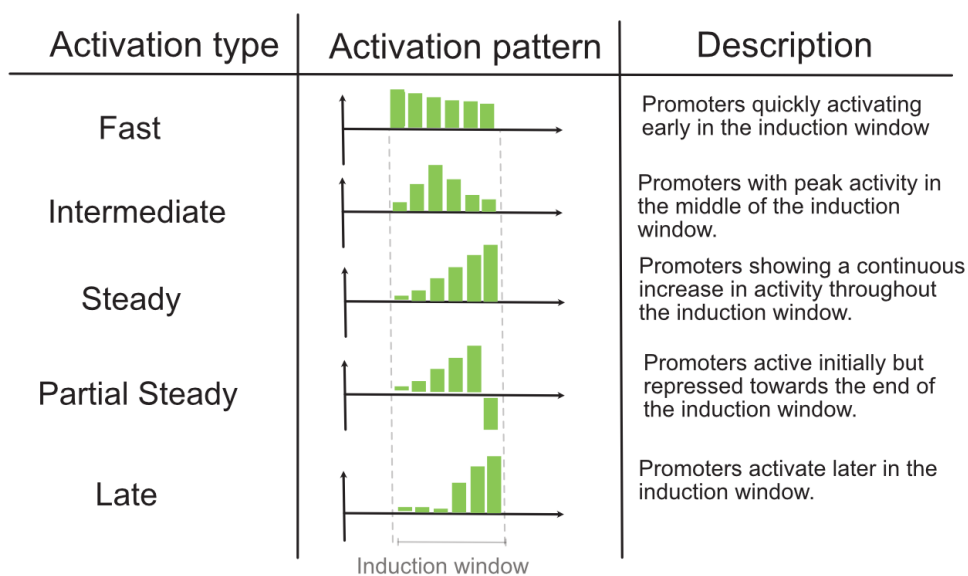 Activation type
Activation pattern
Description
Fast
Promoters quickly activating
early in the induction window
Intermediate
Promoters with peak activity in
the middle of the induction
window.
Steady
Promoters showing a continuous
increase in activity throughout
the induction window.
Partial Steady
Promoters active initially but
repressed towards the end of
the induction window.
Late
Promoters activate later in the
induction window.
Induction window